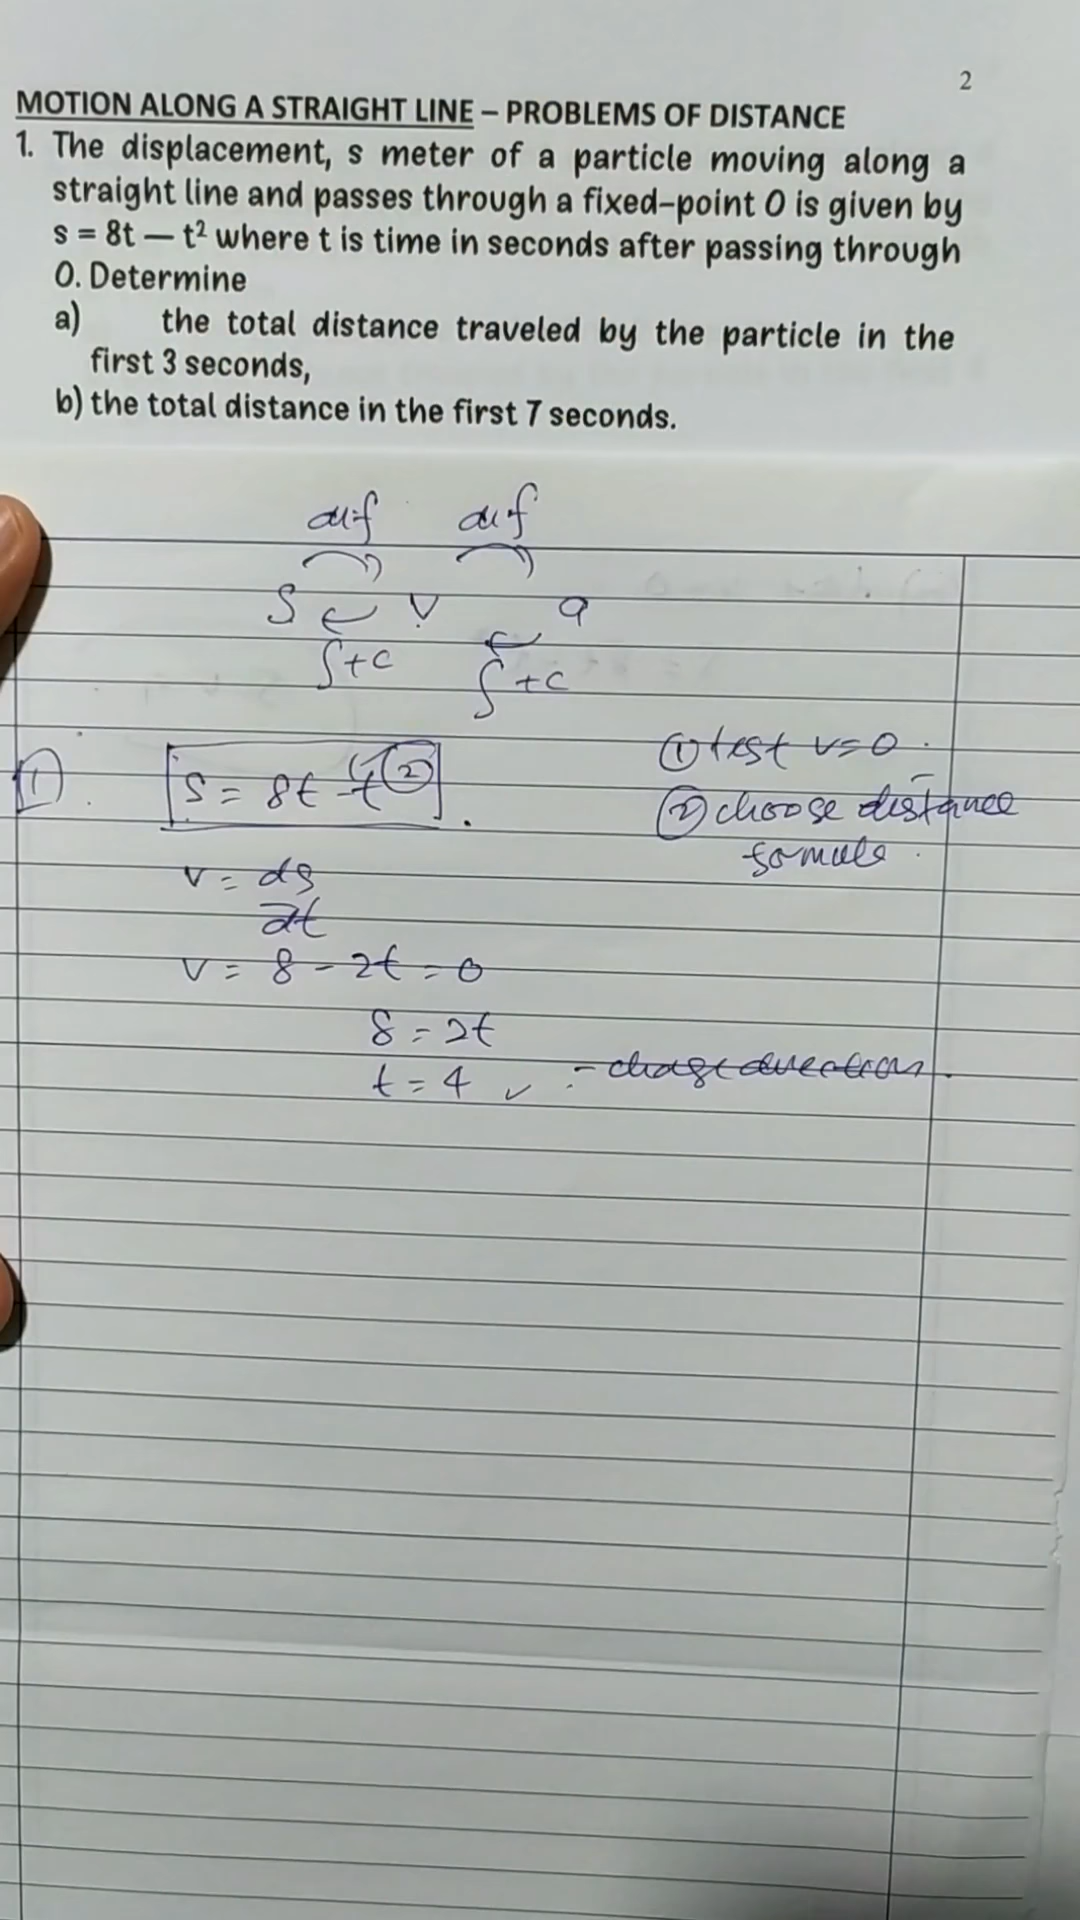 2
MOTION ALONG A STRAIGHT LINE – PROBLEMS OF DISTANCE
1. The displacement, s meter of a particle moving along a
straight line and passes through a fixed-point O is given by
s = 8t — t² where t is time in seconds after passing through
O. Determine
a) the total distance traveled by the particle in the
first 3 seconds,
b) the total distance in the first 7 seconds.
dif dif
S v a
∫+c ∫+c
① test v=0.
1 s = 8t - t²
② choose distance
fomula.
v = ds
dt
v = 8 - 2t = 0
8 = 2t
t = 4 ✓ - change direction.